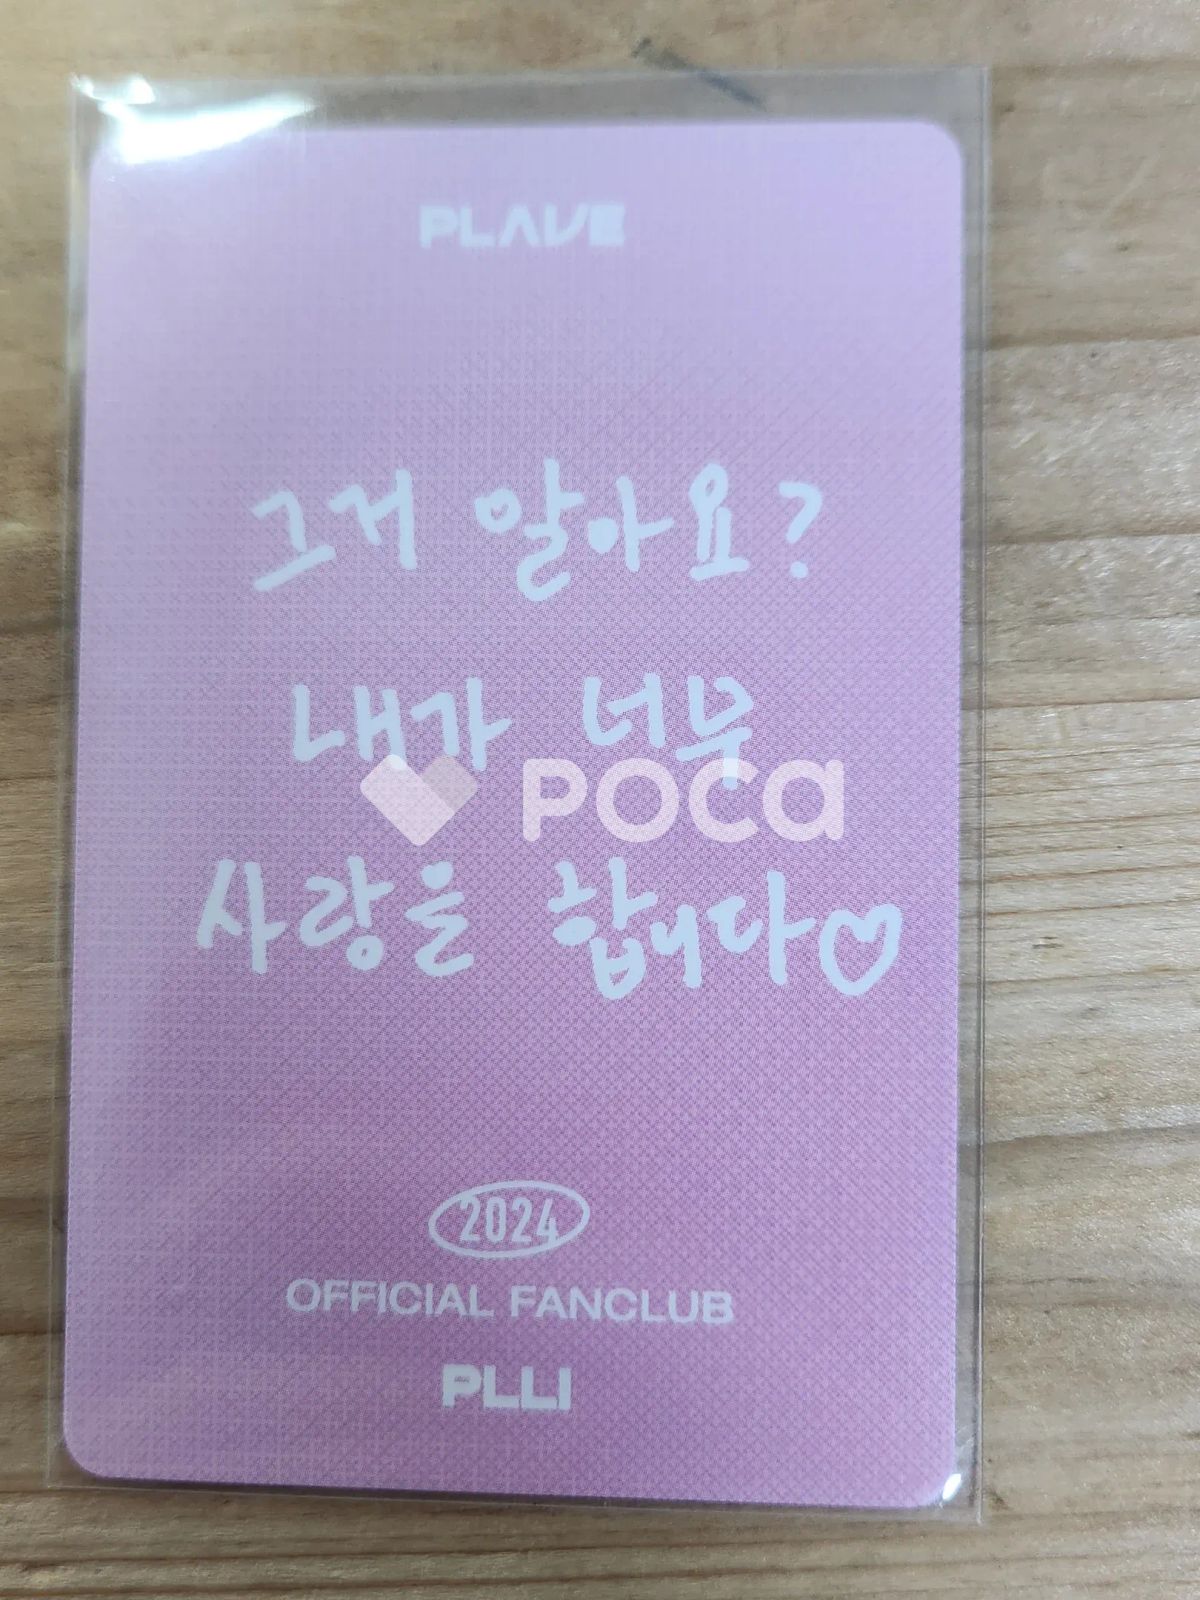 PLAVE
그거 알아요?
내가 너무
poca
사랑을 합니다♡
2024
OFFICIAL FANCLUB
PLLI